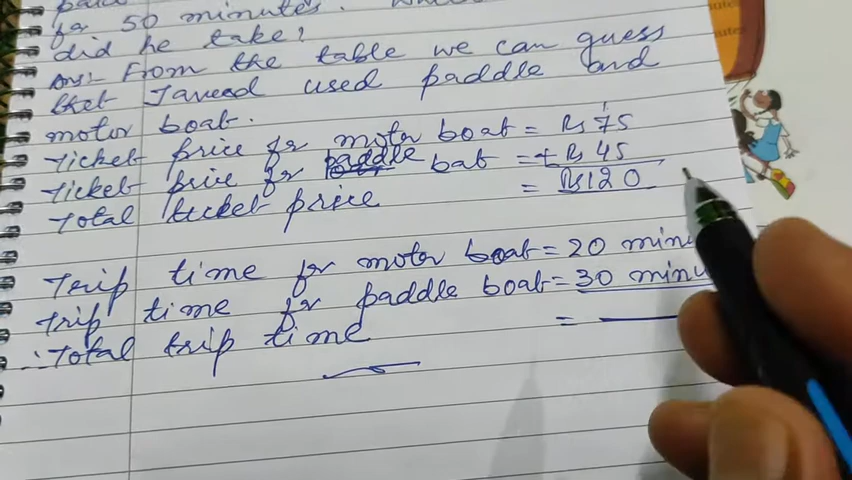 for 50 minutes.
did he take?
Ans:- From the table we can guess
that Javead used paddle and
motor boat.
Ticket price for motor boat = Rs 75
Ticket price for paddle bat = + Rs 45
Total ticket price = Rs 120
Trip time for motor boat = 20 minu
Trip time for paddle boat = 30 minu
∴ Total trip time =